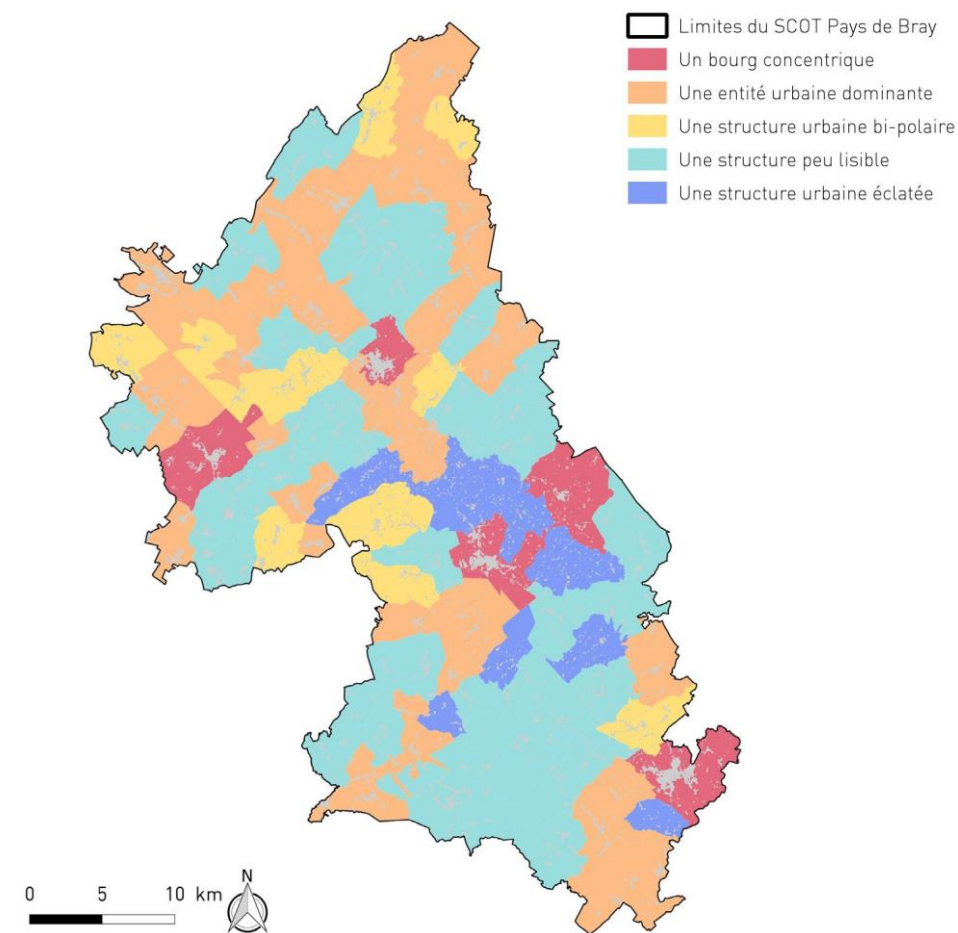 Limites du SCOT Pays de Bray
Un bourg concentrique
Une entité urbaine dominante
Une structure urbaine bi-polaire
Une structure peu lisible
Une structure urbaine éclatée
0 5 10 km
N